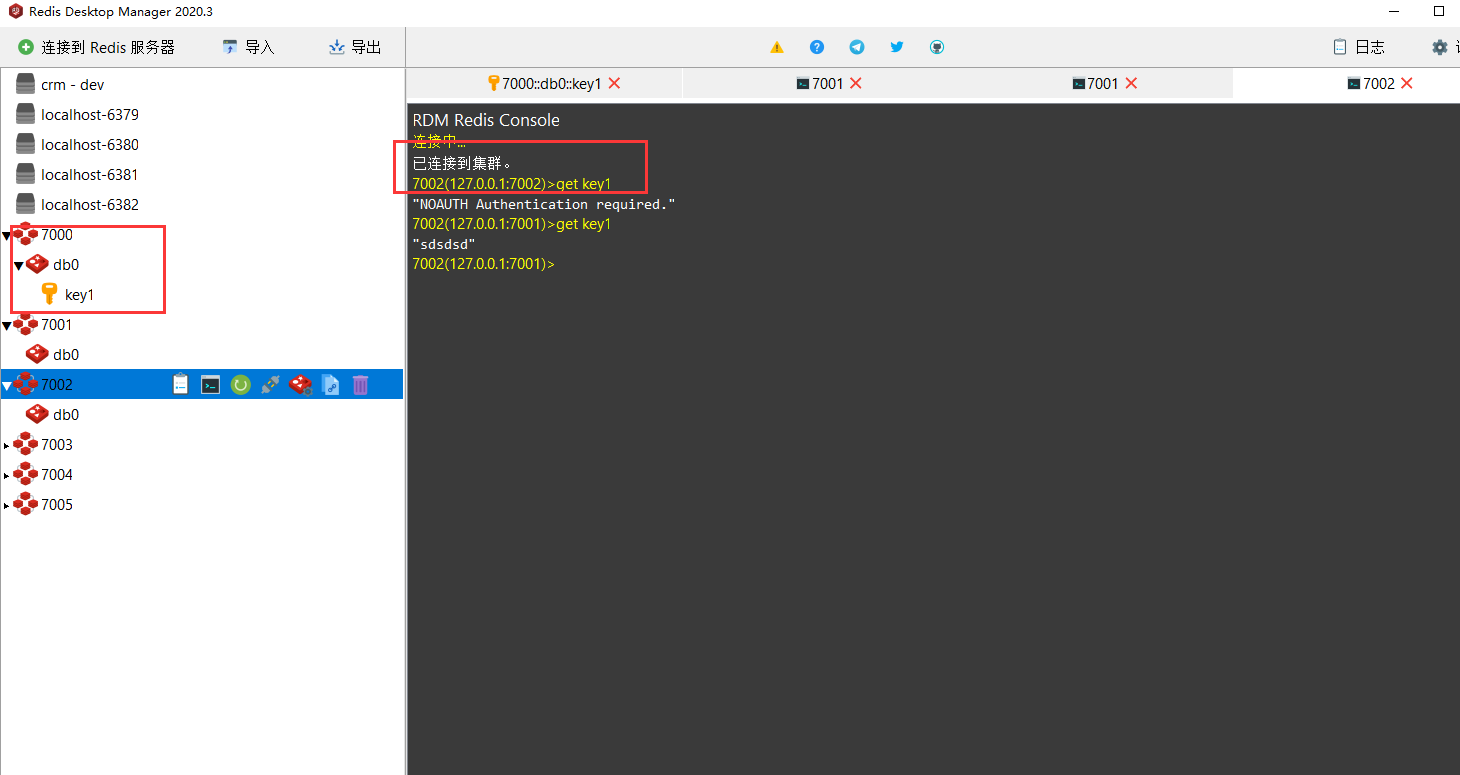 Redis Desktop Manager 2020.3
连接到 Redis 服务器 导入 导出 日志
crm - dev
localhost-6379
localhost-6380
localhost-6381
localhost-6382
7000
db0
key1
7001
db0
7002
db0
7003
7004
7005
7000::db0::key1 7001 7001 7002
RDM Redis Console
连接中...
已连接到集群。
7002(127.0.0.1:7002)>get key1
"NOAUTH Authentication required."
7002(127.0.0.1:7001)>get key1
"sdsdsd"
7002(127.0.0.1:7001)>